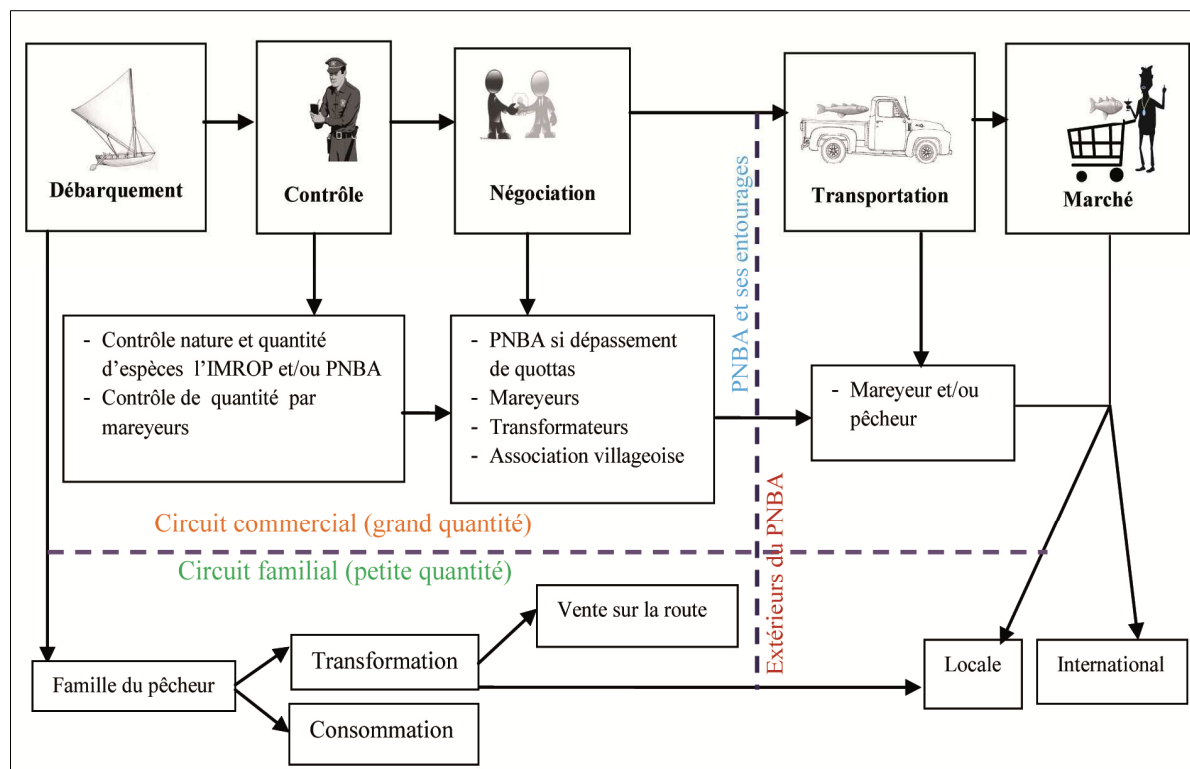 Débarquement
Contrôle
Négociation
Transportation
Marché
- Contrôle nature et quantité
d'espèces l'IMROP et/ou PNBA
- Contrôle de quantité par
mareyeurs
- PNBA si dépassement
de quottas
- Mareyeurs
- Transformateurs
- Association villageoise
PNBA et ses entourages
Extérieurs du PNBA
- Mareyeur et/ou
pêcheur
Circuit commercial (grand quantité)
Circuit familial (petite quantité)
Vente sur la route
Famille du pêcheur
Transformation
Consommation
Locale
International